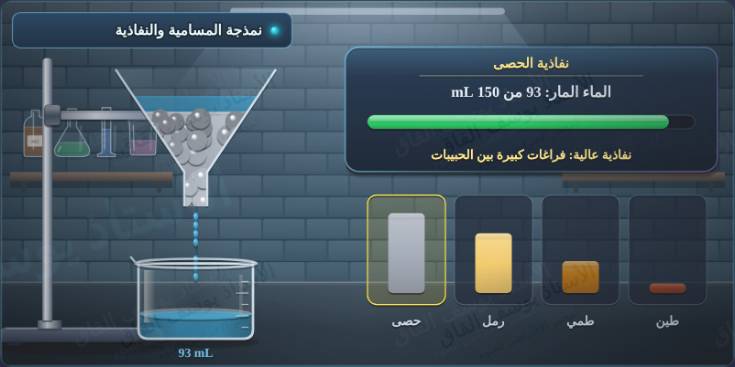 نمذجة المسامية والنفاذية
نفاذية الحصى
الماء المار: 93 من 150 mL
نفاذية عالية: فراغات كبيرة بين الحبيبات
حصى
رمل
طمي
طين
93 mL